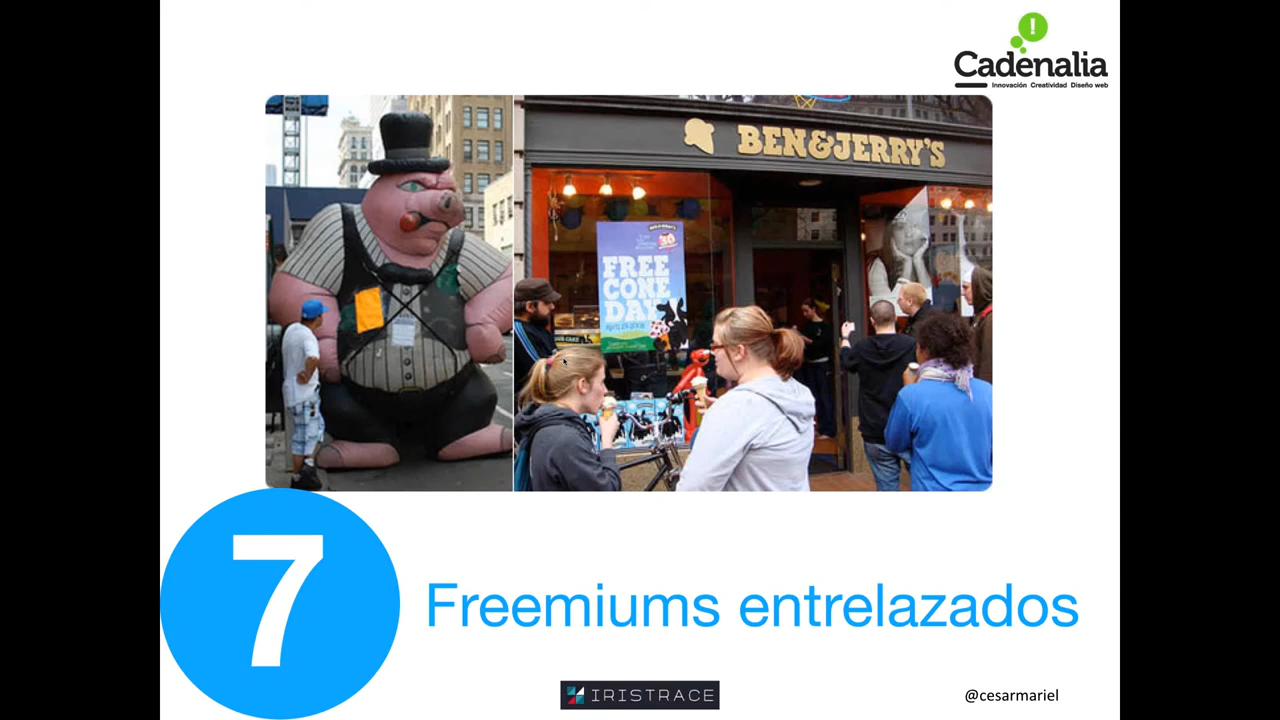 !
Cadenalia
Innovación Creatividad Diseño web
BEN&JERRY'S
FREE
CONE
DAY
7
Freemiums entrelazados
IRISTRACE
@cesarmariel